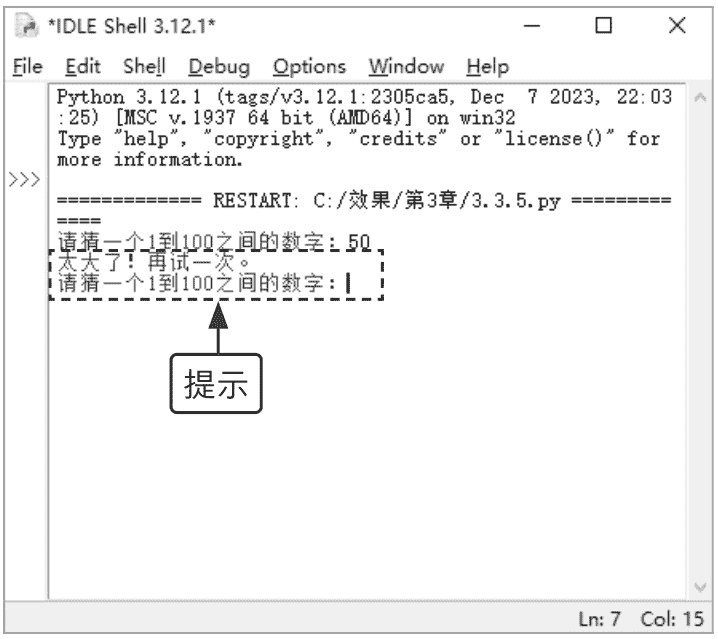 *IDLE Shell 3.12.1*
File Edit Shell Debug Options Window Help
Python 3.12.1 (tags/v3.12.1:2305ca5, Dec  7 2023, 22:03
:25) [MSC v.1937 64 bit (AMD64)] on win32
Type "help", "copyright", "credits" or "license()" for
more information.
>>>
============= RESTART: C:/效果/第3章/3.3.5.py =========
====
请猜一个1到100之间的数字: 50
太大了! 再试一次。
请猜一个1到100之间的数字:
提示
Ln: 7 Col: 15